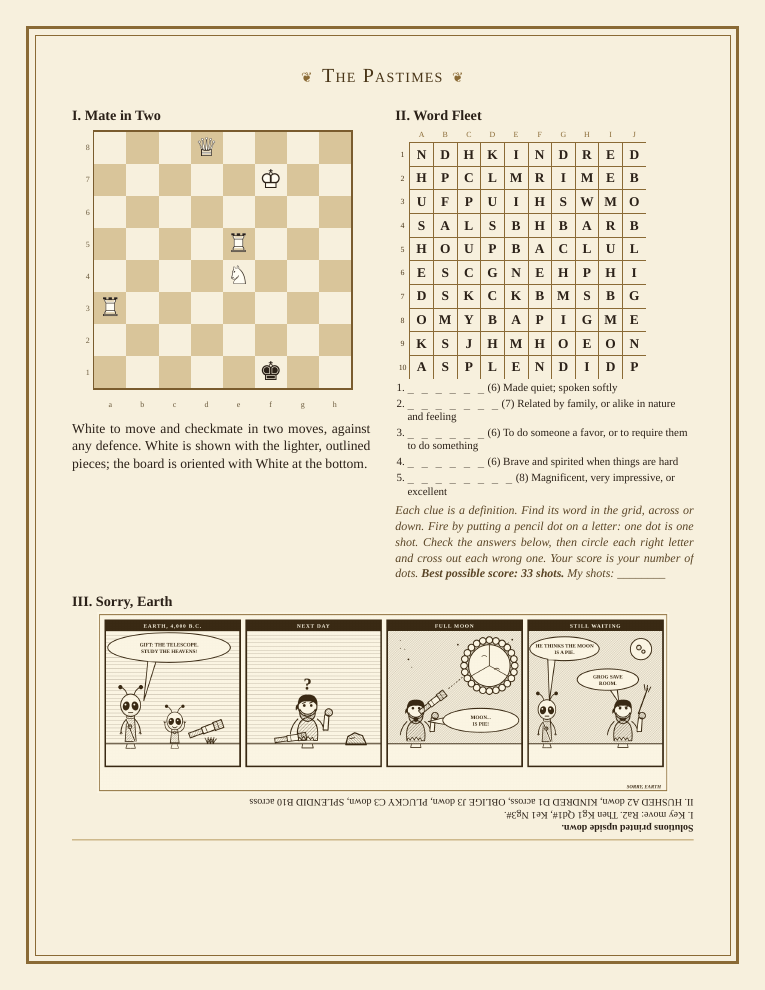 ❦ The Pastimes ❦
I. Mate in Two
8
7
6
5
4
3
2
1
a b c d e f g h
White to move and checkmate in two moves, against
any defence. White is shown with the lighter, outlined
pieces; the board is oriented with White at the bottom.
II. Word Fleet
A B C D E F G H I J
1 N D H K I N D R E D
2 H P C L M R I M E B
3 U F P U I H S W M O
4 S A L S B H B A R B
5 H O U P B A C L U L
6 E S C G N E H P H I
7 D S K C K B M S B G
8 O M Y B A P I G M E
9 K S J H M H O E O N
10 A S P L E N D I D P
1. _ _ _ _ _ _ (6) Made quiet; spoken softly
2. _ _ _ _ _ _ _ (7) Related by family, or alike in nature
and feeling
3. _ _ _ _ _ _ (6) To do someone a favor, or to require them
to do something
4. _ _ _ _ _ _ (6) Brave and spirited when things are hard
5. _ _ _ _ _ _ _ _ (8) Magnificent, very impressive, or
excellent
Each clue is a definition. Find its word in the grid, across or
down. Fire by putting a pencil dot on a letter: one dot is one
shot. Check the answers below, then circle each right letter
and cross out each wrong one. Your score is your number of
dots. Best possible score: 33 shots. My shots: ________
III. Sorry, Earth
EARTH, 4,000 B.C.
GIFT: THE TELESCOPE.
STUDY THE HEAVENS!
NEXT DAY
?
FULL MOON
MOON...
IS PIE!
STILL WAITING
HE THINKS THE MOON
IS A PIE.
GROG SAVE
ROOM.
SORRY, EARTH
Solutions printed upside down.
I. Key move: Ra2. Then Kg1 Qd1#, Ke1 Ng3#.
II. HUSHED A2 down, KINDRED D1 across, OBLIGE J3 down, PLUCKY C3 down, SPLENDID B10 across